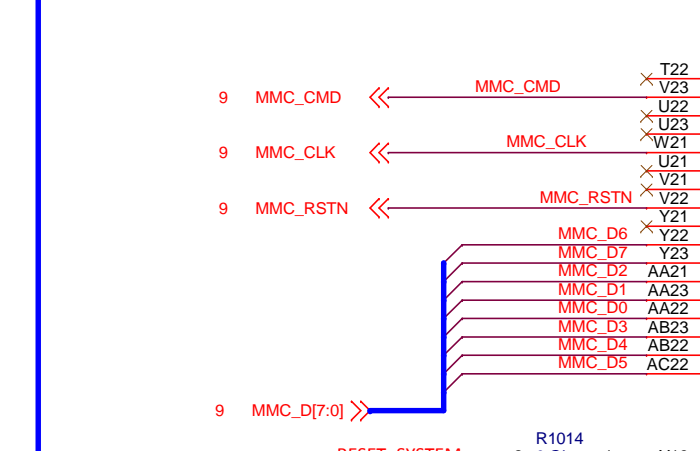 T22
9 MMC_CMD MMC_CMD V23
U22
U23
9 MMC_CLK MMC_CLK W21
U21
V21
9 MMC_RSTN MMC_RSTN V22
Y21
MMC_D6 Y22
MMC_D7 Y23
MMC_D2 AA21
MMC_D1 AA23
MMC_D0 AA22
MMC_D3 AB23
MMC_D4 AB22
MMC_D5 AC22
9 MMC_D[7:0]
R1014
RESET_SYSTEM